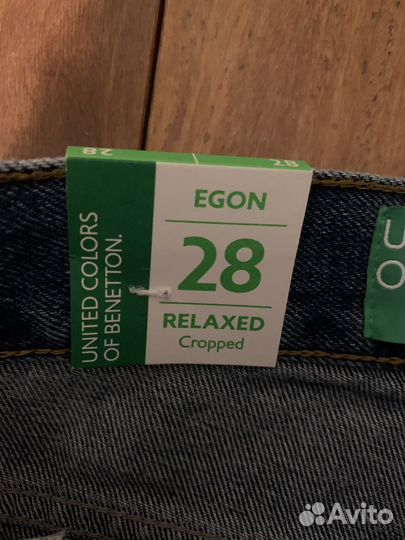 28
28
UNITED COLORS
OF BENETTON.
EGON
28
RELAXED
Cropped
U
O
Avito